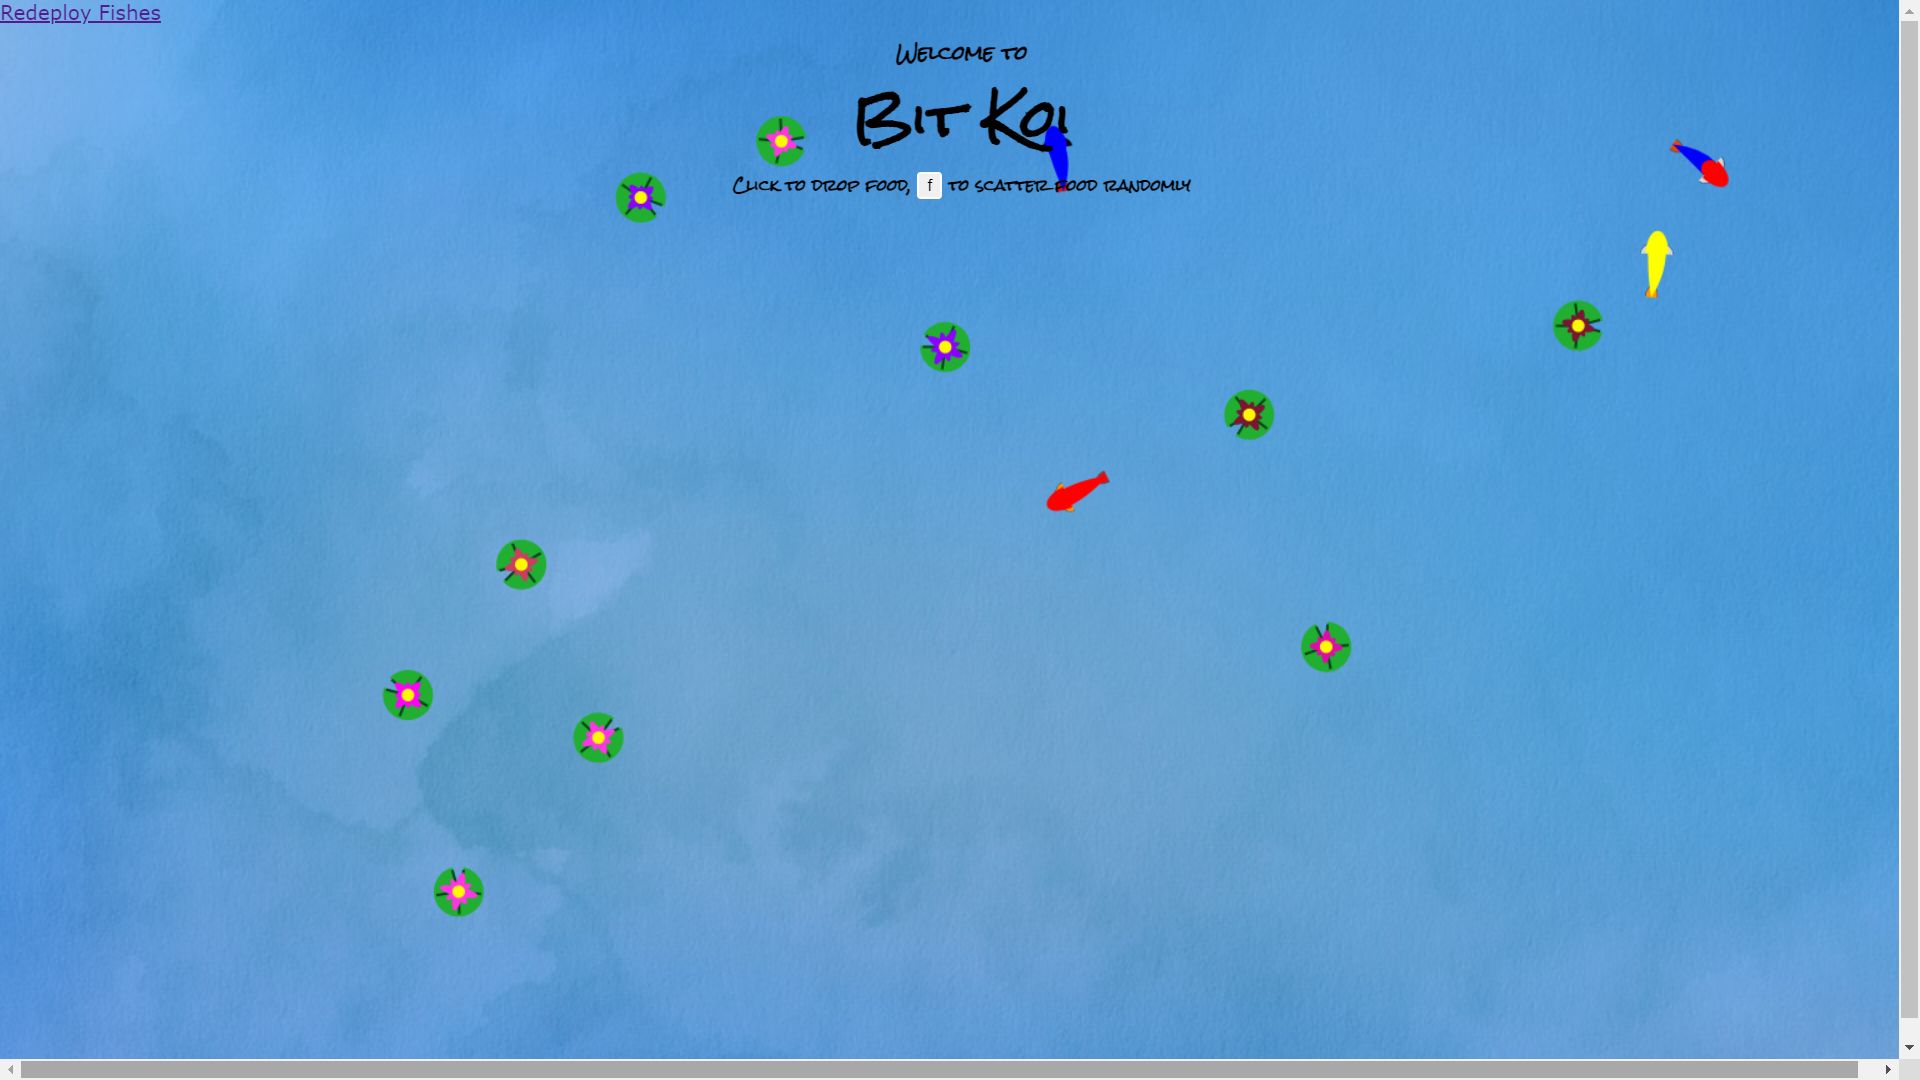 Redeploy Fishes
Welcome to
Bit Koi
Click to drop food, f to scatter food randomly